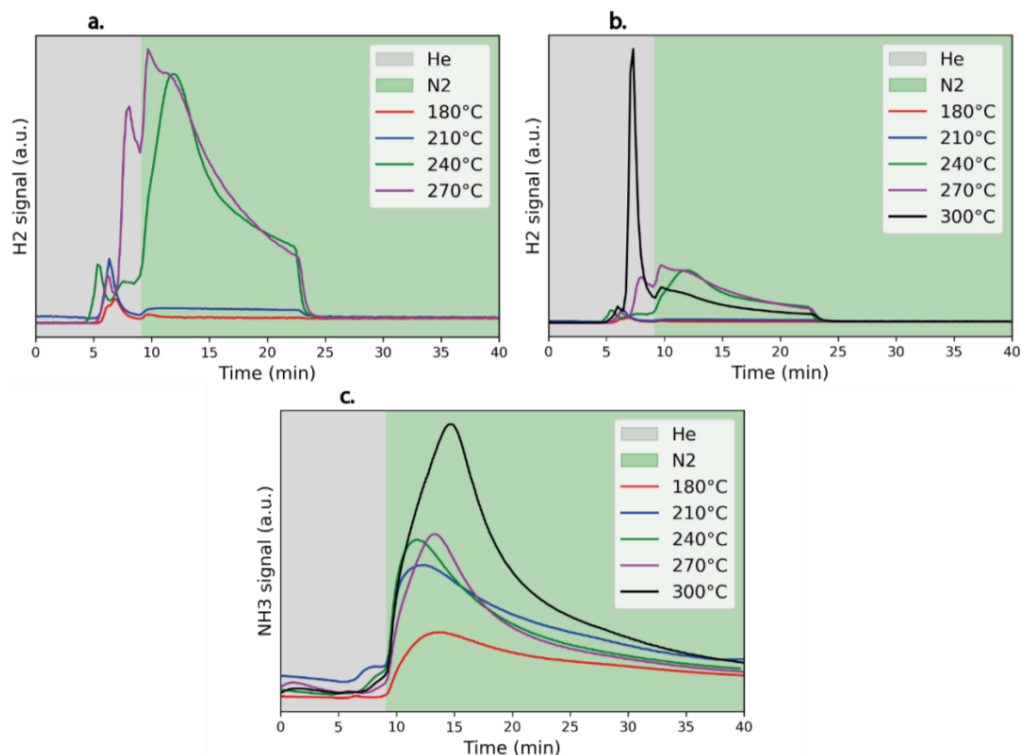 a.
H2 signal (a.u.)
He
N2
180°C
210°C
240°C
270°C
0 5 10 15 20 25 30 35 40
Time (min)
b.
H2 signal (a.u.)
He
N2
180°C
210°C
240°C
270°C
300°C
0 5 10 15 20 25 30 35 40
Time (min)
c.
NH3 signal (a.u.)
He
N2
180°C
210°C
240°C
270°C
300°C
0 5 10 15 20 25 30 35 40
Time (min)